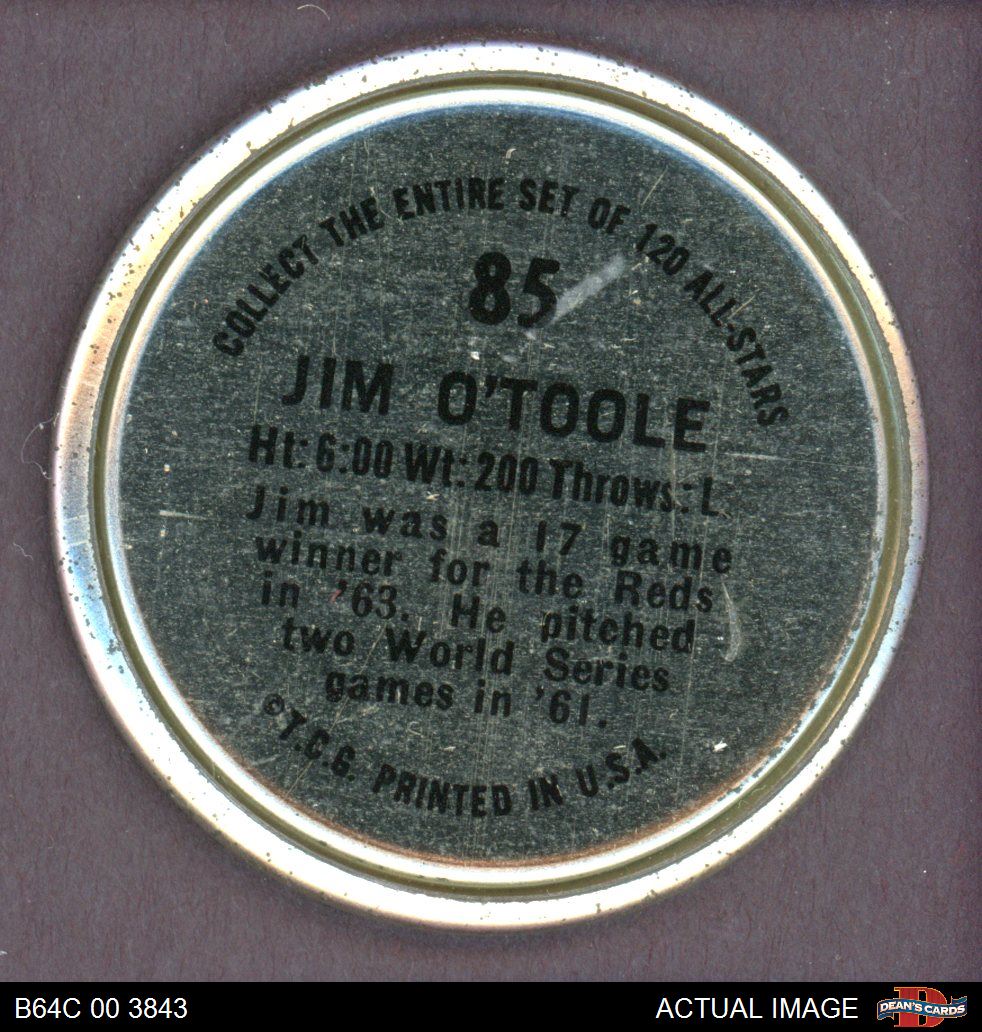 COLLECT THE ENTIRE SET OF 120 ALL-STARS
85
JIM O'TOOLE
Ht: 6:00 Wt: 200 Throws: L
Jim was a 17 game
winner for the Reds
in '63. He pitched
two World Series
games in '61.
©T.C.G. PRINTED IN U.S.A.
B64C 00 3843
ACTUAL IMAGE
DEAN'S CARDS